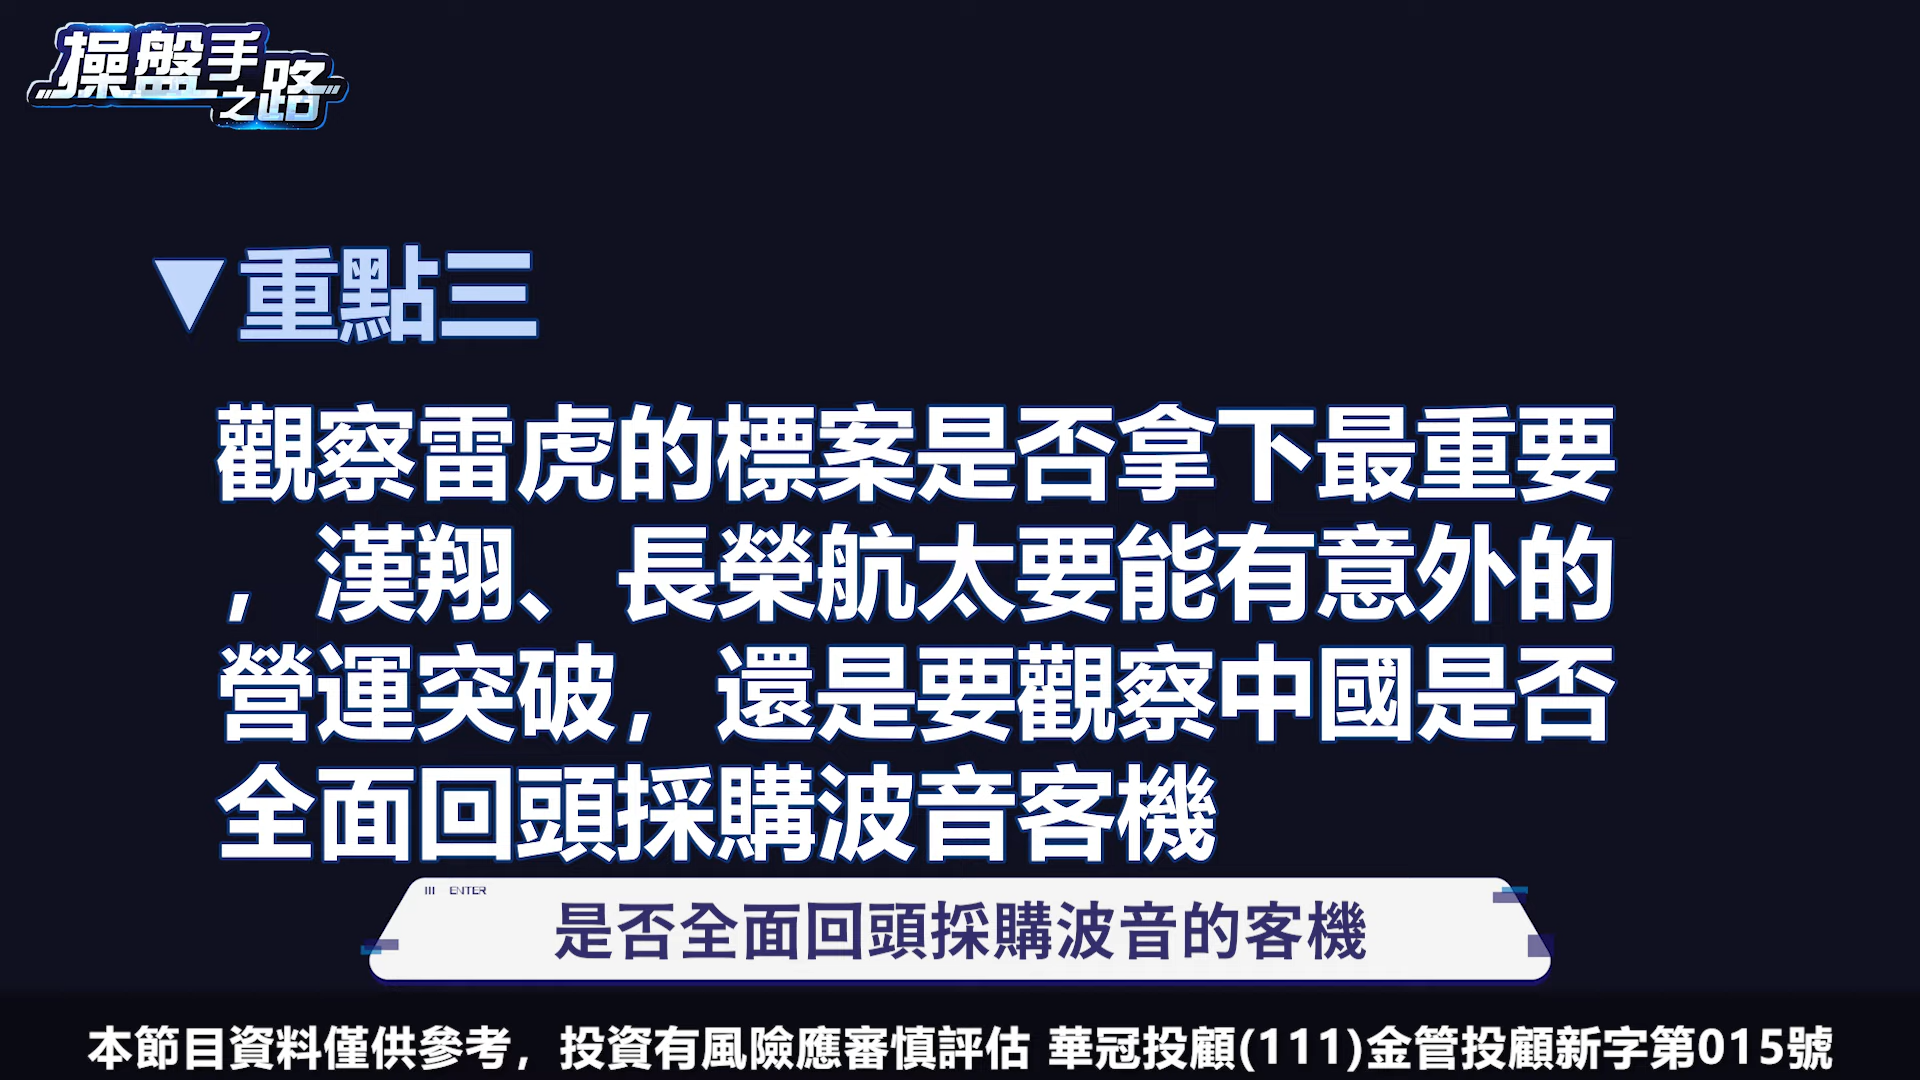 操盤手之路
▼重點三
觀察雷虎的標案是否拿下最重要
，漢翔、長榮航太要能有意外的
營運突破，還是要觀察中國是否
全面回頭採購波音客機
III ENTER
是否全面回頭採購波音的客機
本節目資料僅供參考，投資有風險應審慎評估 華冠投顧(111)金管投顧新字第015號